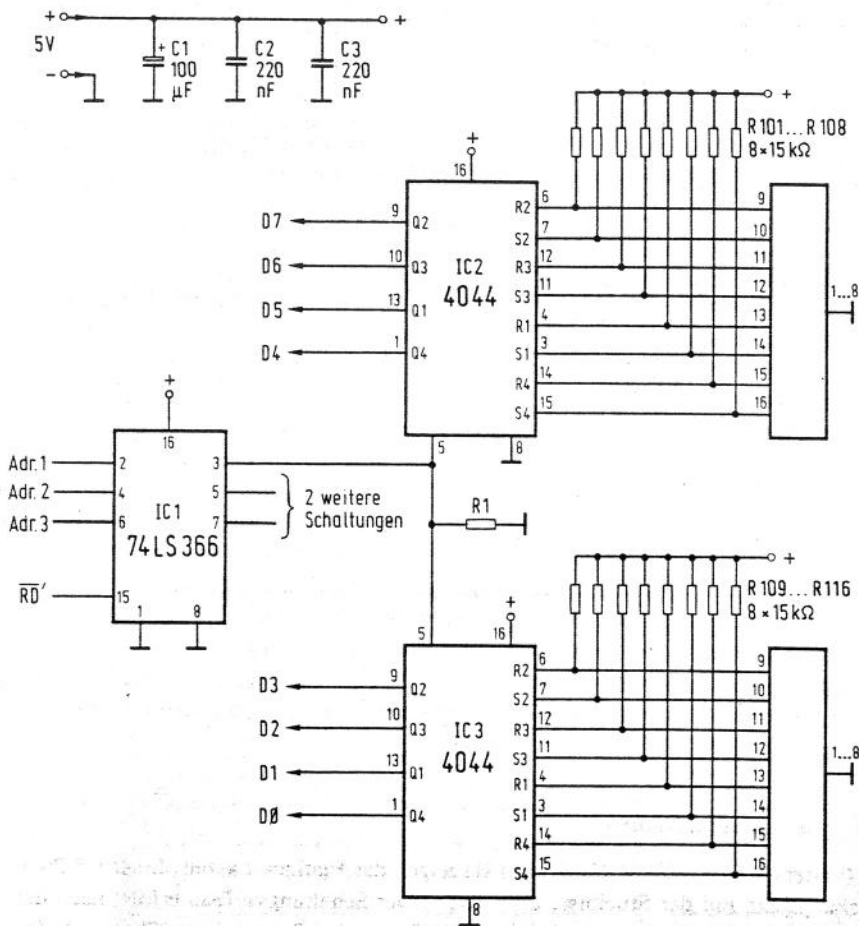 + +
5V
-
+ C1
100
µF
C2
220
nF
C3
220
nF
+
R101...R108
8×15kΩ
+
16
D7 9 Q2
D6 10 Q3
D5 13 Q1
D4 1 Q4
IC2
4044
R2 6 9
S2 7 10
R3 12 11
S3 11 12
R1 4 13
S1 3 14
R4 14 15
S4 15 16
1...8
5
8
+
16
Adr.1 2 3
Adr.2 4 5
Adr.3 6 7
IC1
74LS366
R̅D̅' 15
1
8
2 weitere
Schaltungen
R1
+
R109...R116
8×15kΩ
+
5
16
D3 9 Q2
D2 10 Q3
D1 13 Q1
DØ 1 Q4
IC3
4044
R2 6 9
S2 7 10
R3 12 11
S3 11 12
R1 4 13
S1 3 14
R4 14 15
S4 15 16
1...8
8